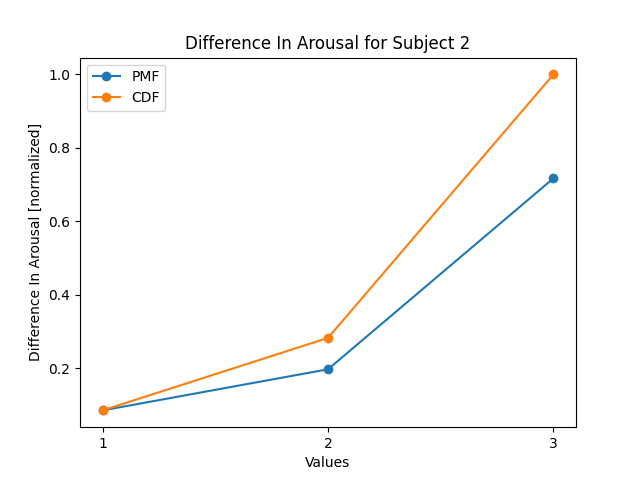 Difference In Arousal for Subject 2
PMF
CDF
Difference In Arousal [normalized]
1.0
0.8
0.6
0.4
0.2
1 2 3
Values